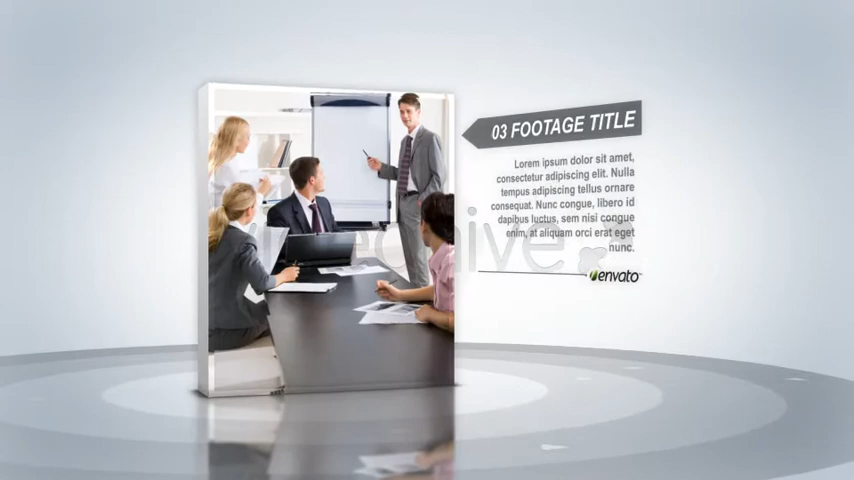 03 FOOTAGE TITLE
Lorem ipsum dolor sit amet,
consectetur adipiscing elit. Nulla
tempus adipiscing tellus ornare
consequat. Nunc congue, libero id
dapibus luctus, sem nisi congue
enim, at aliquam orci erat eget
nunc.
envato